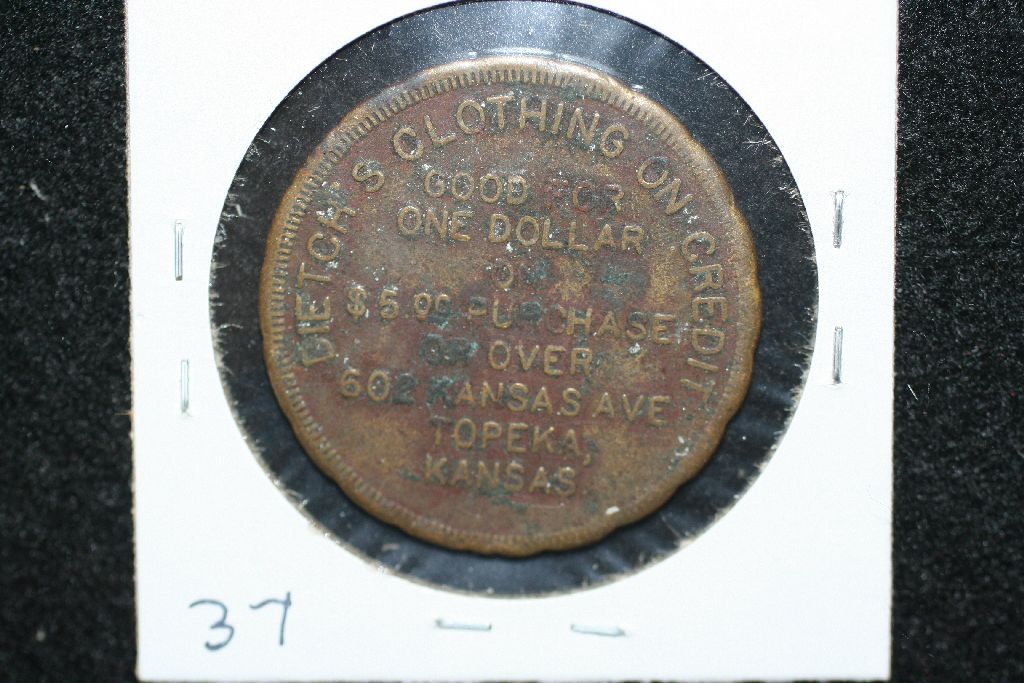 DIETCH'S CLOTHING ON CREDIT.
GOOD FOR
ONE DOLLAR
ON
$5.00 PURCHASE
OR OVER
602 KANSAS AVE
TOPEKA,
KANSAS.
37